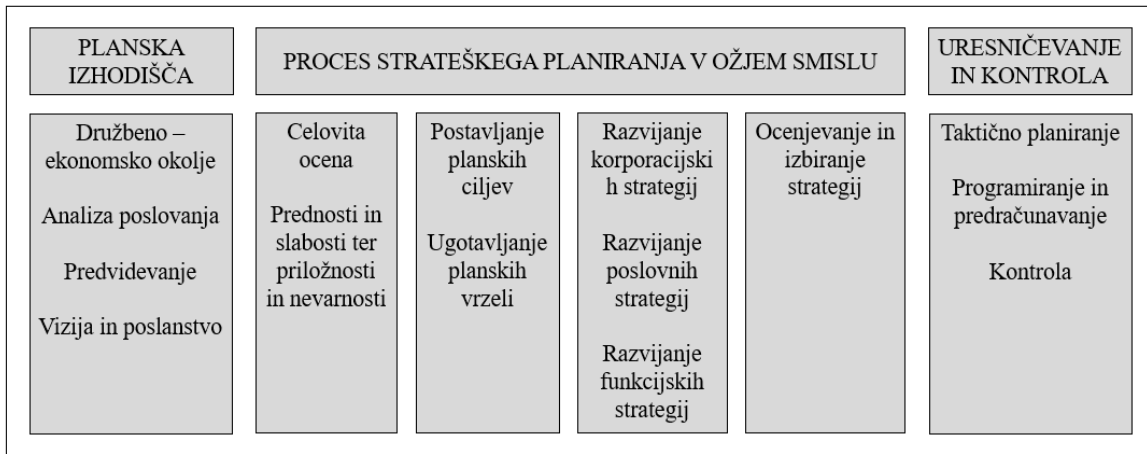 PLANSKA
IZHODIŠČA
PROCES STRATEŠKEGA PLANIRANJA V OŽJEM SMISLU
URESNIČEVANJE
IN KONTROLA
Družbeno –
ekonomsko okolje
Analiza poslovanja
Predvidevanje
Vizija in poslanstvo
Celovita
ocena
Prednosti in
slabosti ter
priložnosti
in nevarnosti
Postavljanje
planskih
ciljev
Ugotavljanje
planskih
vrzeli
Razvijanje
korporacijski
h strategij
Razvijanje
poslovnih
strategij
Razvijanje
funkcijskih
strategij
Ocenjevanje in
izbiranje
strategij
Taktično planiranje
Programiranje in
predračunavanje
Kontrola